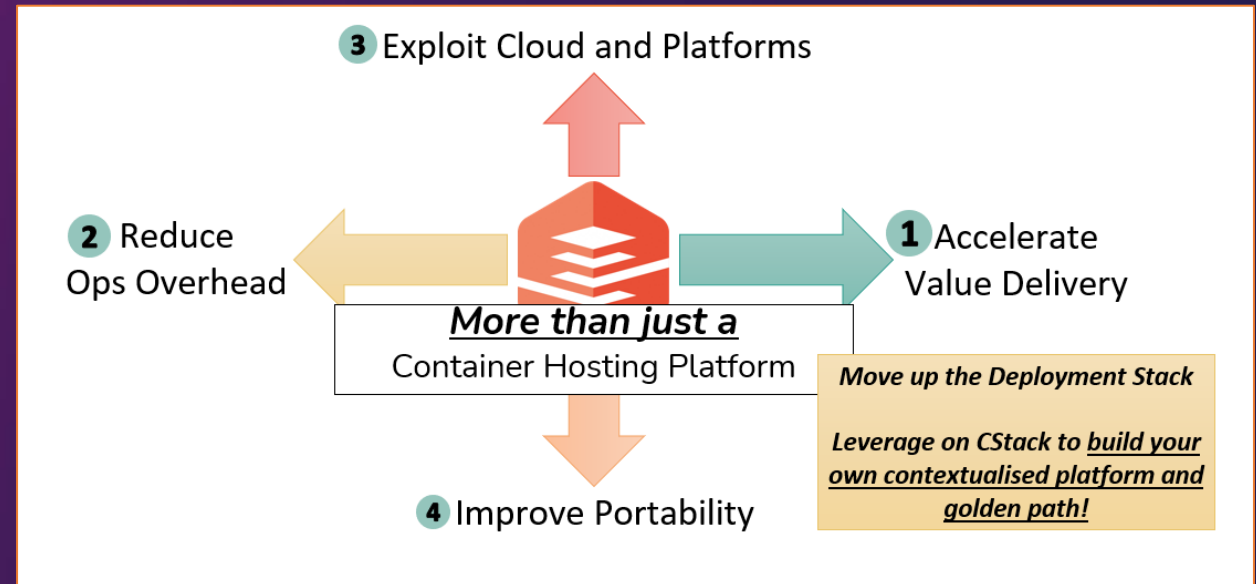 3 Exploit Cloud and Platforms
2 Reduce
Ops Overhead
1 Accelerate
Value Delivery
More than just a
Container Hosting Platform
Move up the Deployment Stack
Leverage on CStack to build your
own contextualised platform and
golden path!
4 Improve Portability